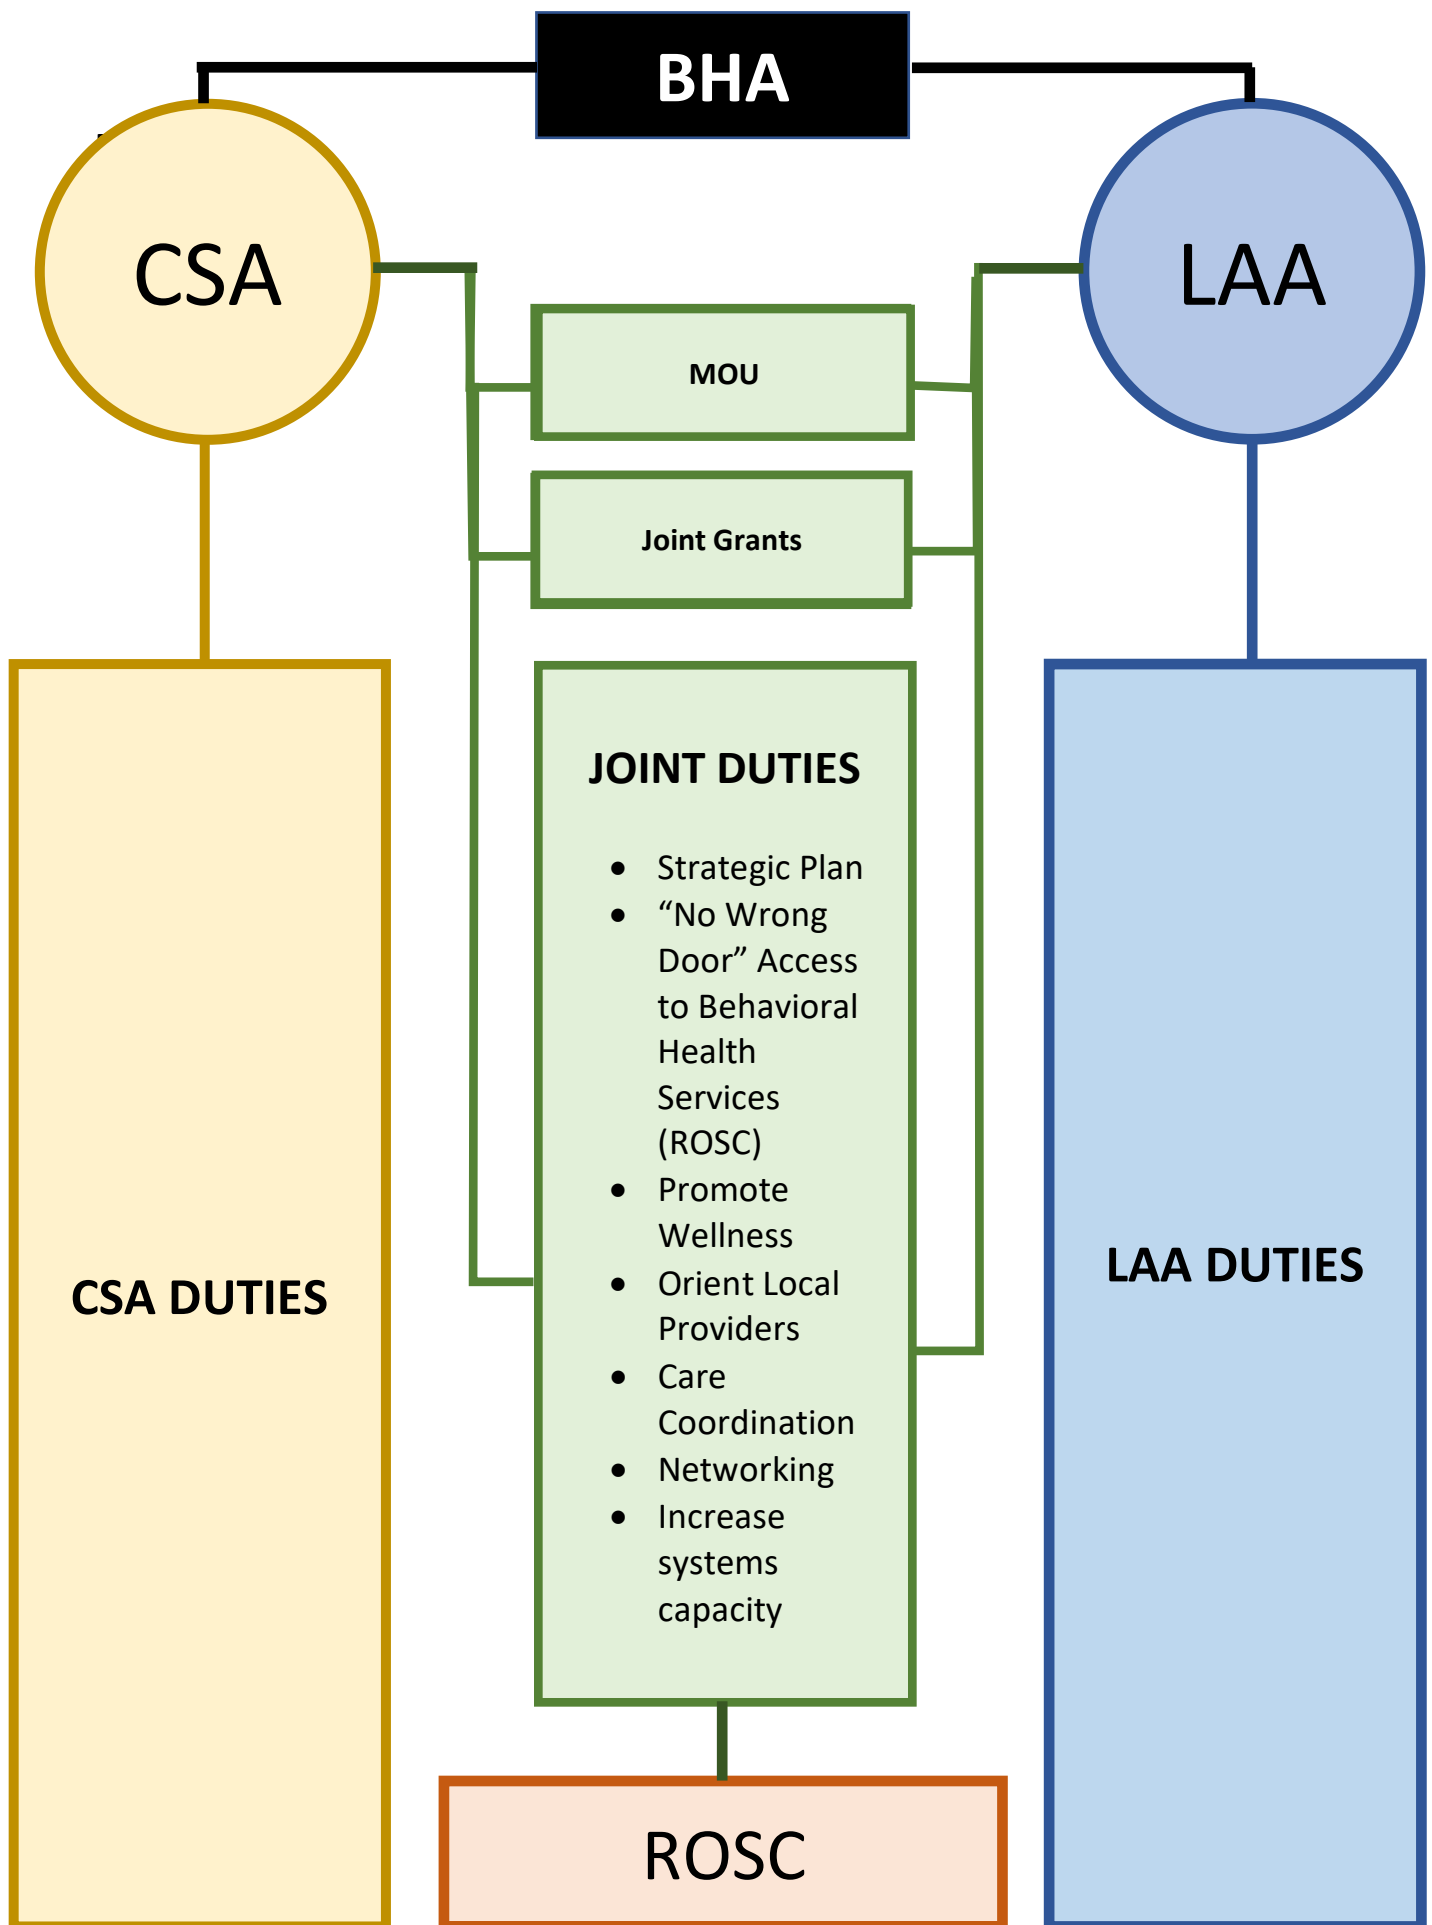 BHA
CSA
LAA
MOU
Joint Grants
JOINT DUTIES
• Strategic Plan
• “No Wrong
Door” Access
to Behavioral
Health
Services
(ROSC)
• Promote
Wellness
• Orient Local
Providers
• Care
Coordination
• Networking
• Increase
systems
capacity
CSA DUTIES
LAA DUTIES
ROSC